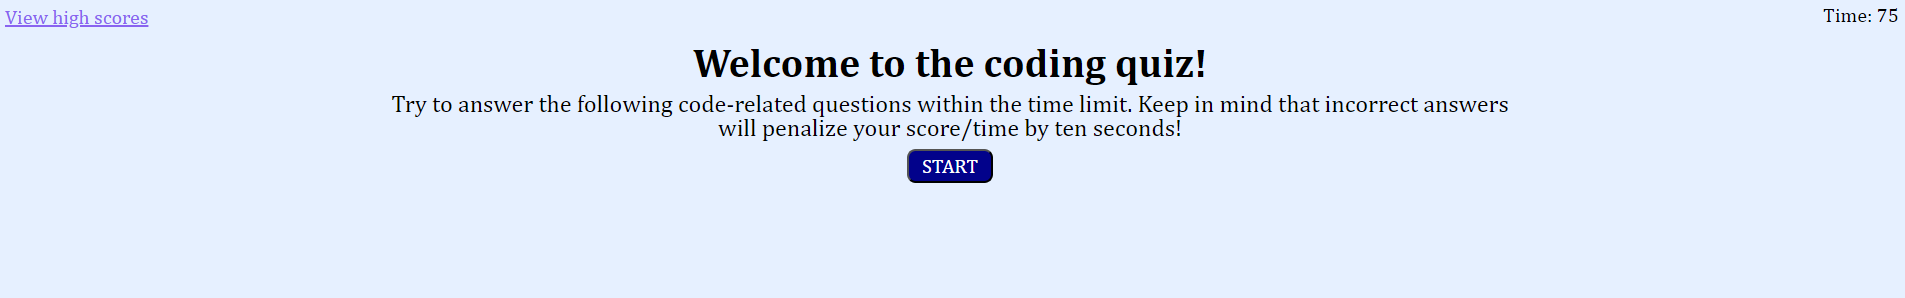 View high scores
Time: 75
Welcome to the coding quiz!
Try to answer the following code-related questions within the time limit. Keep in mind that incorrect answers
will penalize your score/time by ten seconds!
START